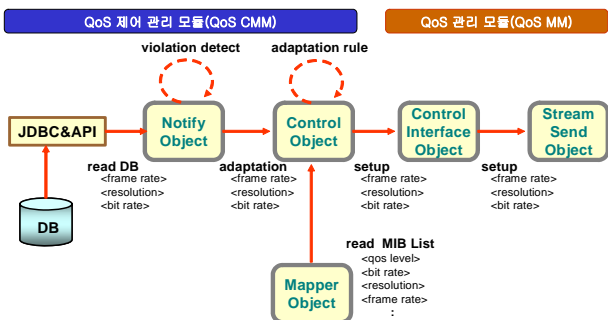 QoS 제어 관리 모듈(QoS CMM)
QoS 관리 모듈(QoS MM)
violation detect
adaptation rule
JDBC&API
Notify
Object
Control
Object
Control
Interface
Object
Stream
Send
Object
read DB
<frame rate>
<resolution>
<bit rate>
adaptation
<frame rate>
<resolution>
<bit rate>
setup
<frame rate>
<resolution>
<bit rate>
setup
<frame rate>
<resolution>
<bit rate>
DB
read MIB List
<qos level>
<bit rate>
<resolution>
<frame rate>
:
Mapper
Object